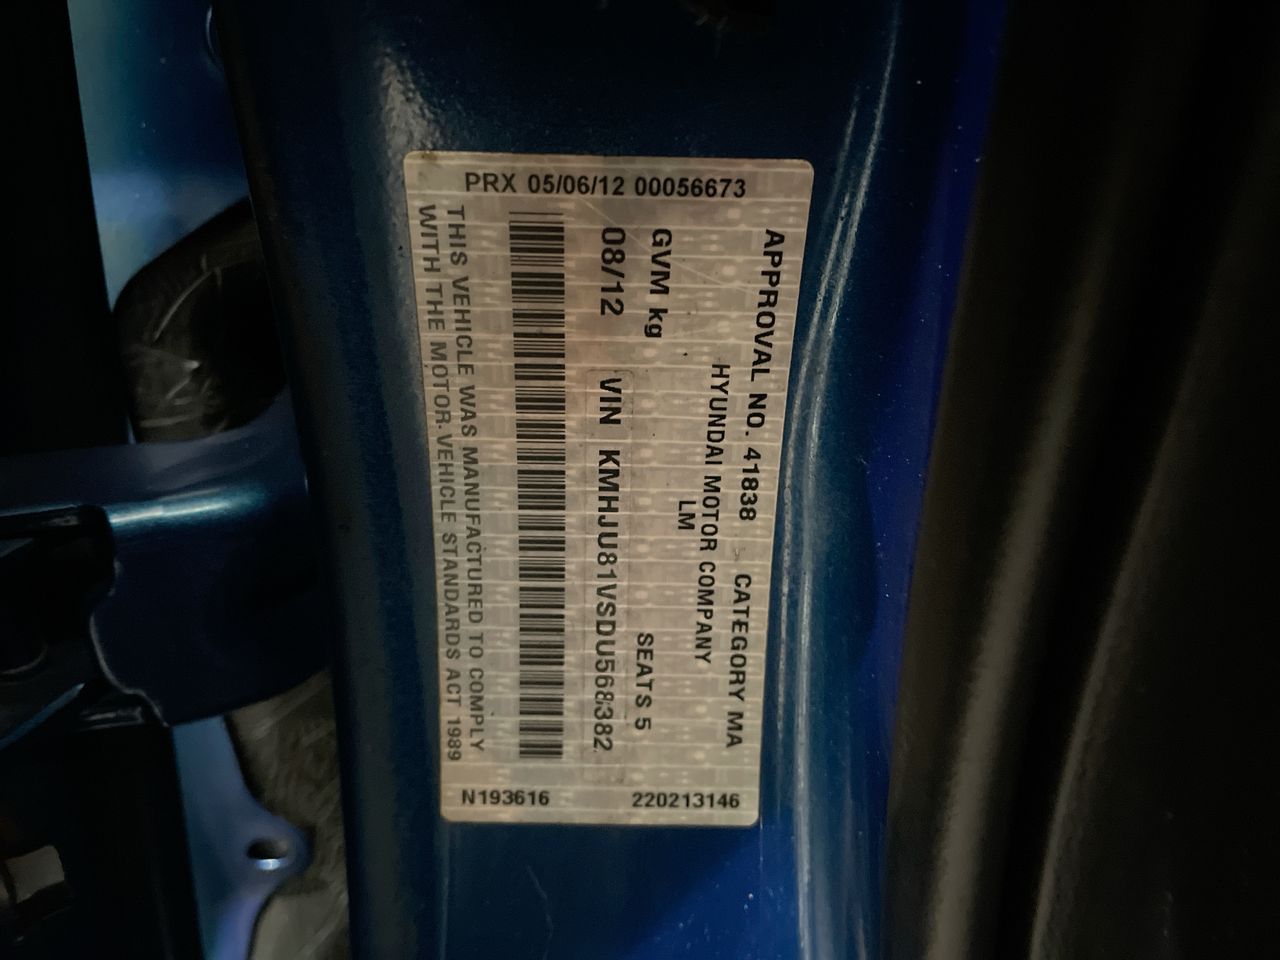 PRX 05/06/12 00056673
APPROVAL NO. 41838 CATEGORY MA
HYUNDAI MOTOR COMPANY
LM
GVM kg SEATS 5
08/12 VIN KMHJU81VSDU568382
THIS VEHICLE WAS MANUFACTURED TO COMPLY
WITH THE MOTOR VEHICLE STANDARDS ACT 1989
N193616 220213146